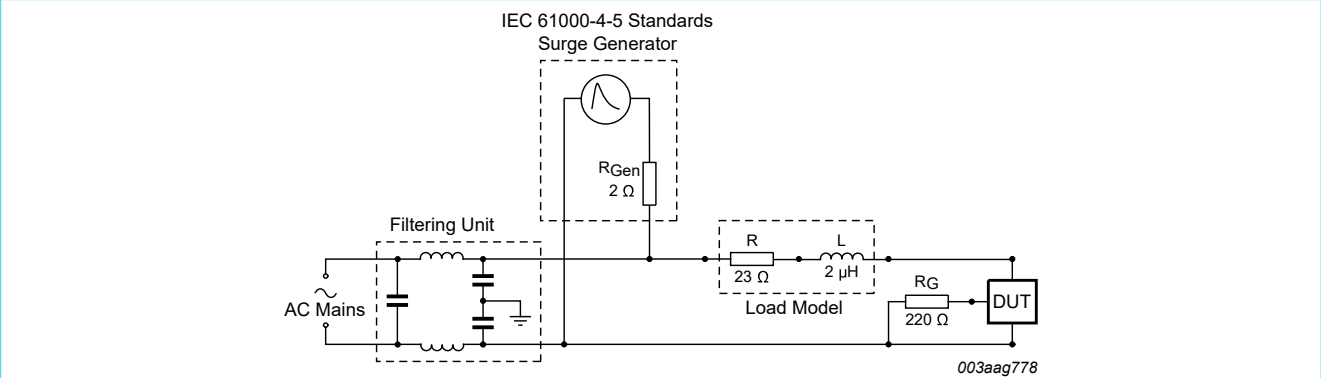 IEC 61000-4-5 Standards
Surge Generator
RGen
2 Ω
Filtering Unit
AC Mains
R
23 Ω
L
2 μH
Load Model
RG
220 Ω
DUT
003aag778